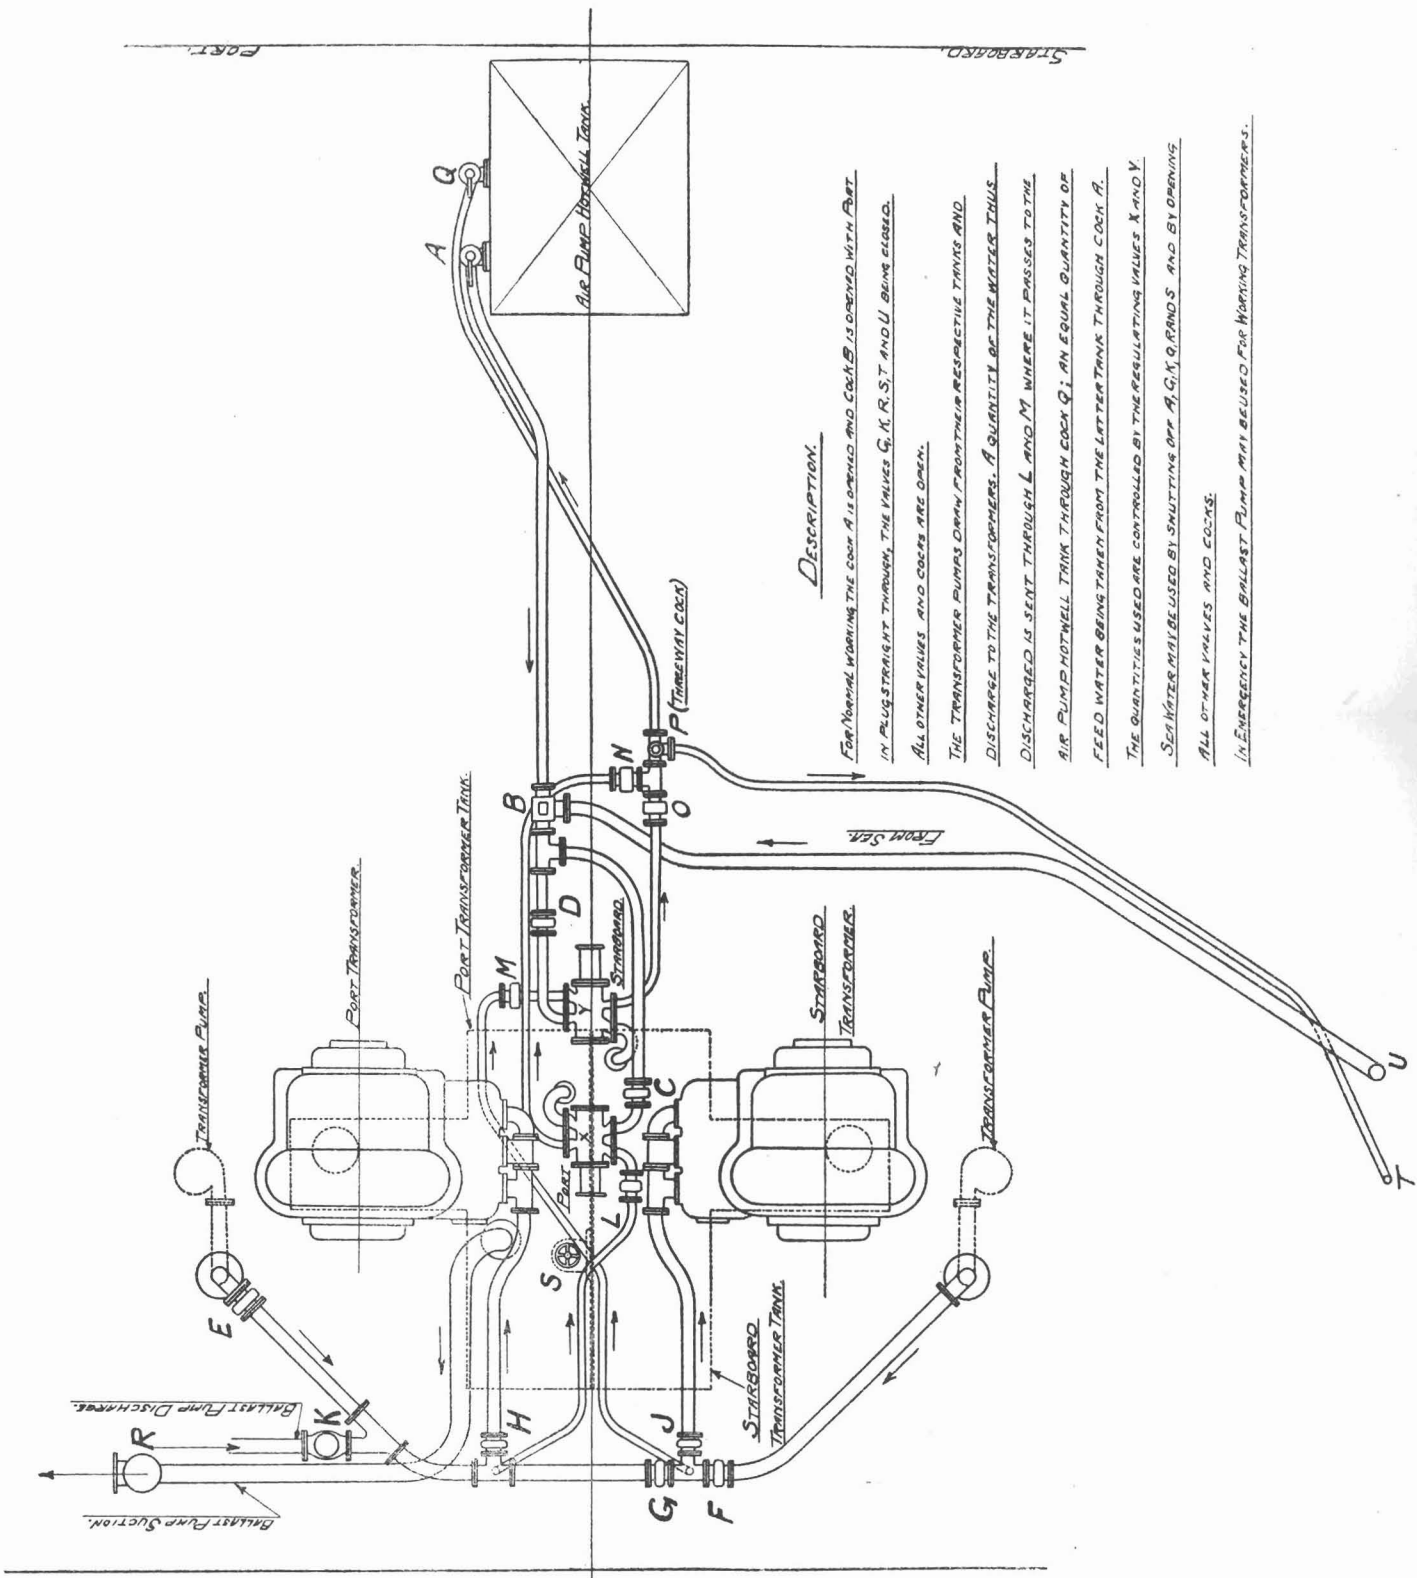 PORT.
STARBOARD.
AIR PUMP HOTWELL TANK.
Q
A
B
D
N
O
P (THREEWAY COCK)
M
C
L
S
E
K
R
H
J
G
F
X
Y
T
U
PORT
STARBOARD
FROM SEA.
PORT TRANSFORMER TANK.
PORT TRANSFORMER.
TRANSFORMER PUMP.
STARBOARD
TRANSFORMER.
TRANSFORMER PUMP.
STARBOARD
TRANSFORMER TANK.
BALLAST PUMP DISCHARGE.
BALLAST PUMP SUCTION.
DESCRIPTION.
FOR NORMAL WORKING THE COCK A IS OPENED AND COCK B IS OPENED WITH PORT
IN PLUG STRAIGHT THROUGH, THE VALVES G, K, R, S, T AND U BEING CLOSED.
ALL OTHER VALVES AND COCKS ARE OPEN.
THE TRANSFORMER PUMPS DRAW FROM THEIR RESPECTIVE TANKS AND
DISCHARGE TO THE TRANSFORMERS. A QUANTITY OF THE WATER THUS
DISCHARGED IS SENT THROUGH L AND M WHERE IT PASSES TO THE
AIR PUMP HOTWELL TANK THROUGH COCK Q; AN EQUAL QUANTITY OF
FEED WATER BEING TAKEN FROM THE LATTER TANK THROUGH COCK A.
THE QUANTITIES USED ARE CONTROLLED BY THE REGULATING VALVES X AND Y.
SEA WATER MAY BE USED BY SHUTTING OFF A, G, K, Q, R AND S AND BY OPENING
ALL OTHER VALVES AND COCKS.
IN EMERGENCY THE BALLAST PUMP MAY BE USED FOR WORKING TRANSFORMERS.